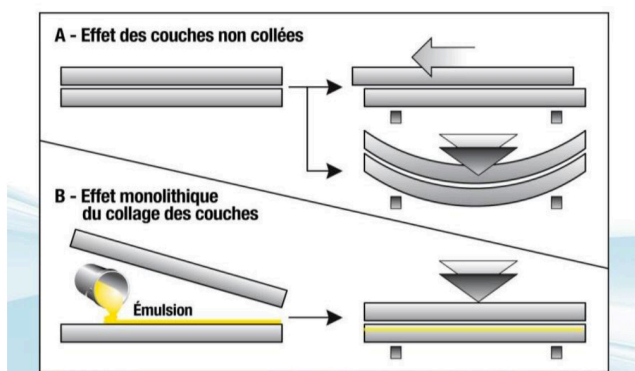 A - Effet des couches non collées
B - Effet monolithique
du collage des couches
Émulsion